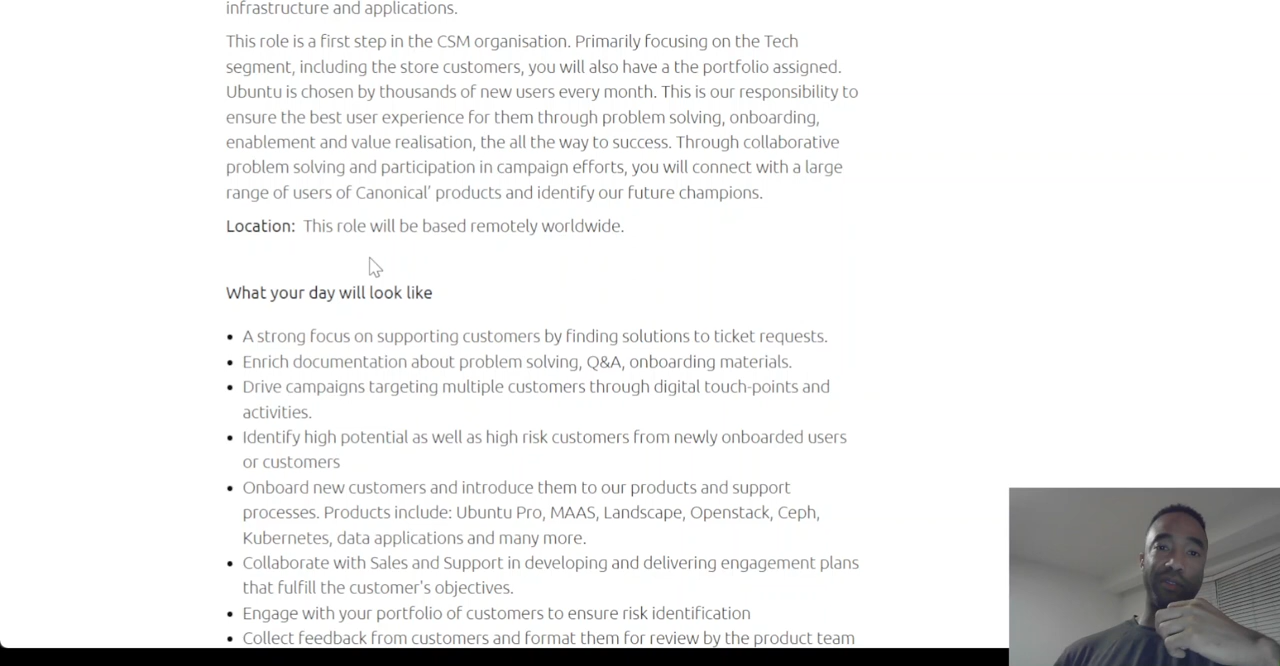 infrastructure and applications.
This role is a first step in the CSM organisation. Primarily focusing on the Tech
segment, including the store customers, you will also have a the portfolio assigned.
Ubuntu is chosen by thousands of new users every month. This is our responsibility to
ensure the best user experience for them through problem solving, onboarding,
enablement and value realisation, the all the way to success. Through collaborative
problem solving and participation in campaign efforts, you will connect with a large
range of users of Canonical’ products and identify our future champions.
Location: This role will be based remotely worldwide.
What your day will look like
• A strong focus on supporting customers by finding solutions to ticket requests.
• Enrich documentation about problem solving, Q&A, onboarding materials.
• Drive campaigns targeting multiple customers through digital touch-points and
activities.
• Identify high potential as well as high risk customers from newly onboarded users
or customers
• Onboard new customers and introduce them to our products and support
processes. Products include: Ubuntu Pro, MAAS, Landscape, Openstack, Ceph,
Kubernetes, data applications and many more.
• Collaborate with Sales and Support in developing and delivering engagement plans
that fulfill the customer's objectives.
• Engage with your portfolio of customers to ensure risk identification
• Collect feedback from customers and format them for review by the product team